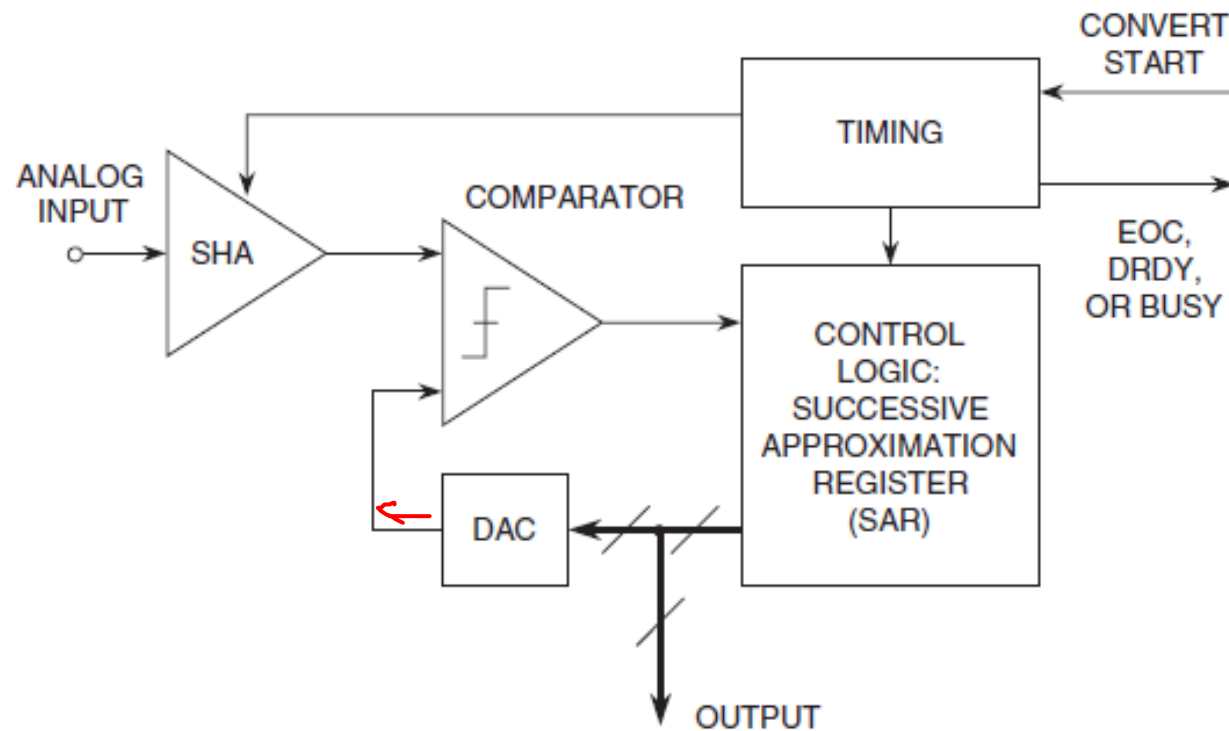 CONVERT
START
TIMING
ANALOG
INPUT
COMPARATOR
SHA
EOC,
DRDY,
OR BUSY
CONTROL
LOGIC:
SUCCESSIVE
APPROXIMATION
REGISTER
(SAR)
DAC
OUTPUT